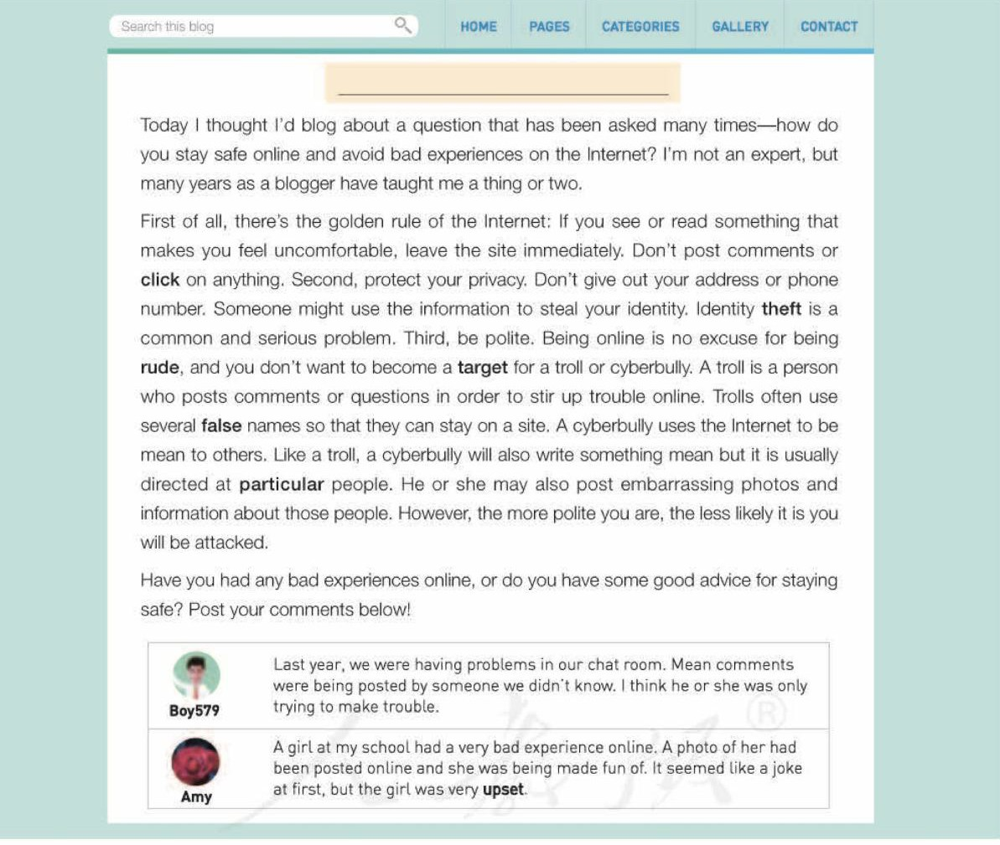 Search this blog
HOME
PAGES
CATEGORIES
GALLERY
CONTACT
Today I thought I'd blog about a question that has been asked many times—how do
you stay safe online and avoid bad experiences on the Internet? I'm not an expert, but
many years as a blogger have taught me a thing or two.
First of all, there's the golden rule of the Internet: If you see or read something that
makes you feel uncomfortable, leave the site immediately. Don't post comments or
click on anything. Second, protect your privacy. Don't give out your address or phone
number. Someone might use the information to steal your identity. Identity theft is a
common and serious problem. Third, be polite. Being online is no excuse for being
rude, and you don't want to become a target for a troll or cyberbully. A troll is a person
who posts comments or questions in order to stir up trouble online. Trolls often use
several false names so that they can stay on a site. A cyberbully uses the Internet to be
mean to others. Like a troll, a cyberbully will also write something mean but it is usually
directed at particular people. He or she may also post embarrassing photos and
information about those people. However, the more polite you are, the less likely it is you
will be attacked.
Have you had any bad experiences online, or do you have some good advice for staying
safe? Post your comments below!
Last year, we were having problems in our chat room. Mean comments
were being posted by someone we didn't know. I think he or she was only
trying to make trouble.
Boy579
A girl at my school had a very bad experience online. A photo of her had
been posted online and she was being made fun of. It seemed like a joke
at first, but the girl was very upset.
Amy
人教版®